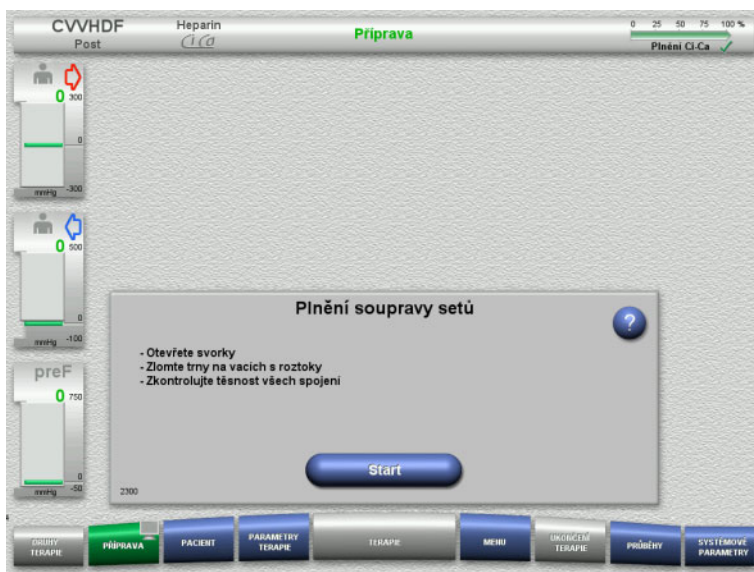 CVVHDF
Post
Heparin
Ci Ca
Příprava
0 25 50 75 100 %
Plnění Ci-Ca
0
300
0
-300
mmHg
0
500
0
-100
mmHg
preF
0
750
0
-50
mmHg
Plnění soupravy setů
?
- Otevřete svorky
- Zlomte trny na vacích s roztoky
- Zkontrolujte těsnost všech spojení
Start
2300
DRUHY
TERAPIE
PŘÍPRAVA
PACIENT
PARAMETRY
TERAPIE
TERAPIE
MENU
UKONČENÍ
TERAPIE
PRŮBĚHY
SYSTÉMOVÉ
PARAMETRY